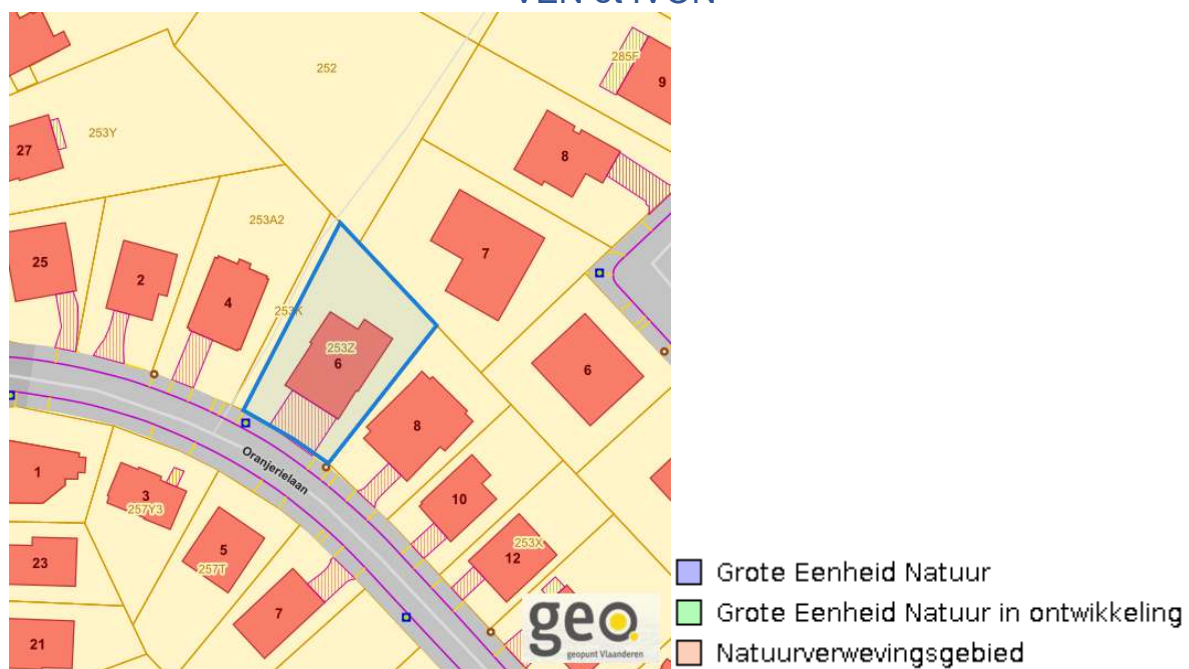 VEN & IVON
252
285F
9
253Y
27
8
253A2
7
25
2
4
253K
253Z
6
6
8
Oranjerielaan
1
3
257Y3
10
5
257T
253X
12
23
7
21
geo
geopunt Vlaanderen
Grote Eenheid Natuur
Grote Eenheid Natuur in ontwikkeling
Natuurverwevingsgebied